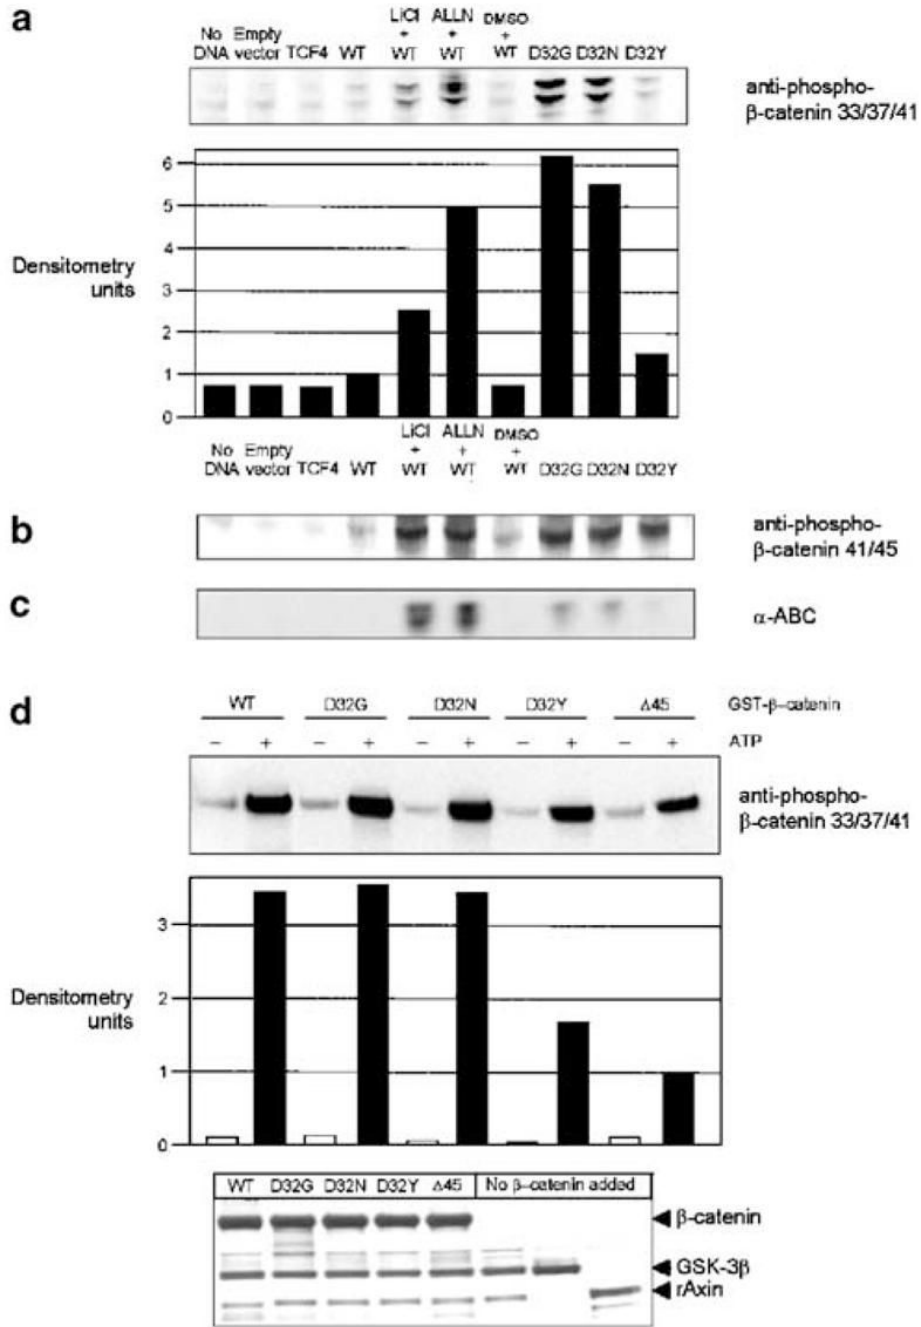 a
LiCl ALLN DMSO
No Empty + + +
DNA vector TCF4 WT WT WT WT D32G D32N D32Y
anti-phospho-
β-catenin 33/37/41
6
5
4
Densitometry
units
3
2
1
0
LiCl ALLN DMSO
No Empty + + +
DNA vector TCF4 WT WT WT WT D32G D32N D32Y
b
anti-phospho-
β-catenin 41/45
c
α-ABC
d
WT D32G D32N D32Y Δ45 GST-β-catenin
− + − + − + − + − + ATP
anti-phospho-
β-catenin 33/37/41
3
Densitometry
units
2
1
0
WT D32G D32N D32Y Δ45 No β-catenin added
β-catenin
GSK-3β
rAxin